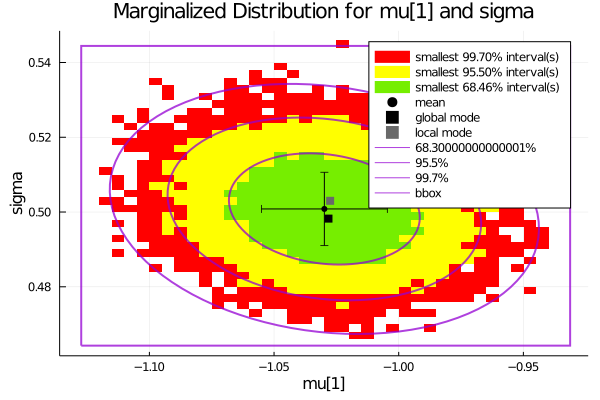 Marginalized Distribution for mu[1] and sigma
smallest 99.70% interval(s)
smallest 95.50% interval(s)
smallest 68.46% interval(s)
mean
global mode
local mode
68.30000000000001%
95.5%
99.7%
bbox
sigma
0.54
0.52
0.50
0.48
−1.10
−1.05
−1.00
−0.95
mu[1]